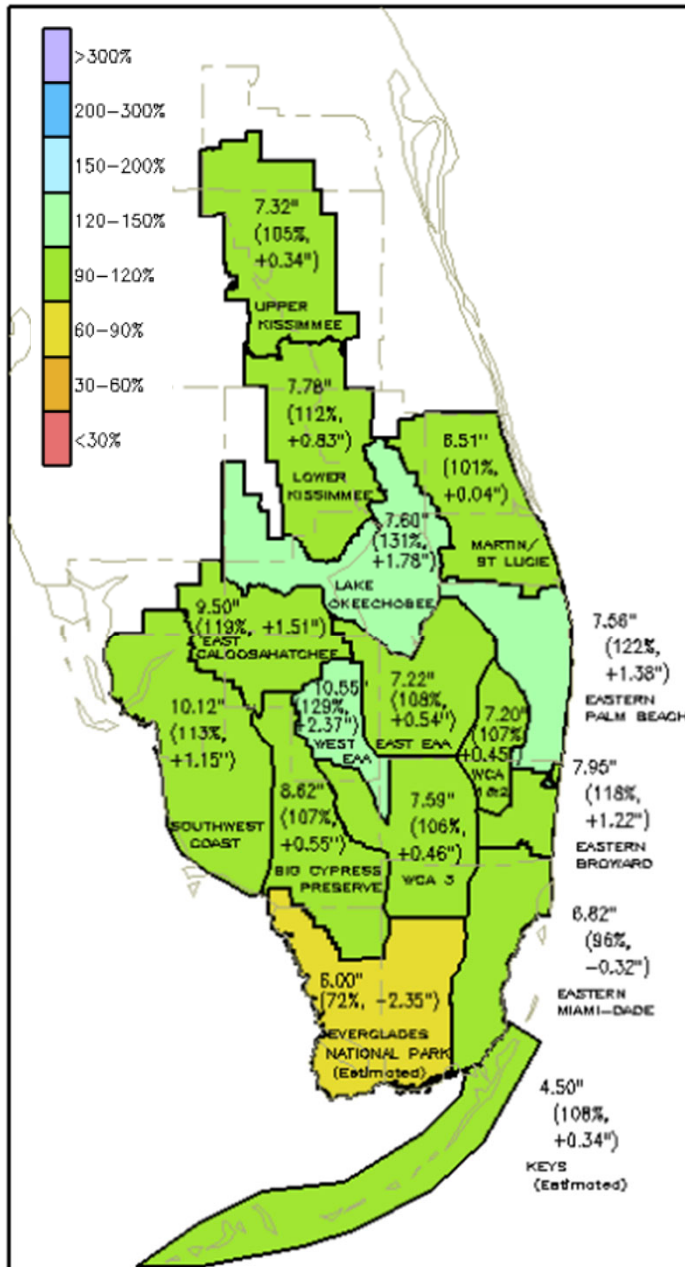 >300%
200-300%
150-200%
120-150%
90-120%
60-90%
30-60%
<30%
7.32"
(105%,
+0.34")
UPPER
KISSIMMEE
7.78"
(112%,
+0.83")
LOWER
KISSIMMEE
6.51"
(101%,
+0.04")
MARTIN/
ST LUCIE
7.60"
(131%,
+1.78")
LAKE
OKEECHOBEE
9.50"
(119%, +1.51")
EAST
CALOOSAHATCHEE
7.56"
(122%,
+1.38")
EASTERN
PALM BEACH
10.12"
(113%,
+1.15")
SOUTHWEST
COAST
10.55"
(129%,
+2.37")
WEST
EAA
7.22"
(108%,
+0.54")
EAST EAA
7.20"
(107%
+0.45"
WCA
1&2
8.62"
(107%,
+0.55")
BIG CYPRESS
PRESERVE
7.59"
(106%,
+0.46")
WCA 3
7.95"
(118%,
+1.22")
EASTERN
BROWARD
6.82"
(96%,
-0.32")
EASTERN
MIAMI-DADE
6.00"
(72%, -2.35")
EVERGLADES
NATIONAL PARK
(Estimated)
4.50"
(108%,
+0.34")
KEYS
(Estimated)